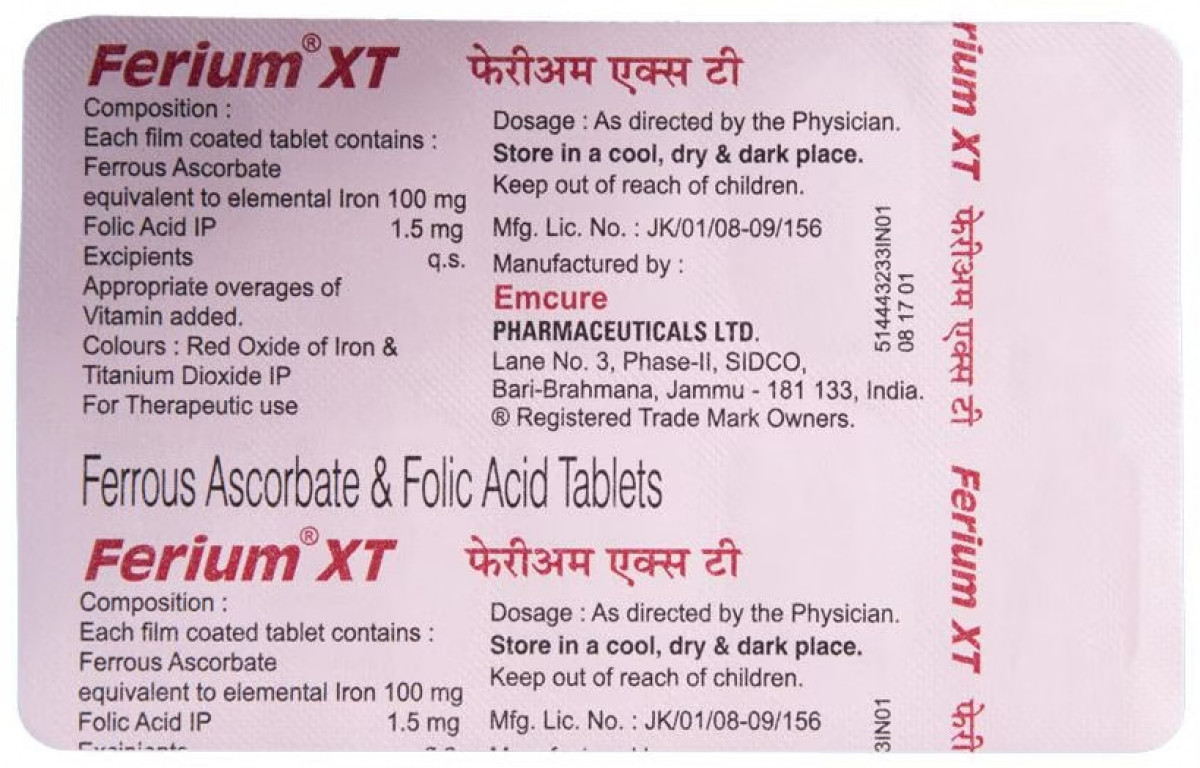 Ferium® XT फेरीअम एक्स टी
Composition :
Each film coated tablet contains :
Ferrous Ascorbate
equivalent to elemental Iron 100 mg
Folic Acid IP 1.5 mg
Excipients q.s.
Appropriate overages of
Vitamin added.
Colours : Red Oxide of Iron &
Titanium Dioxide IP
For Therapeutic use
Dosage : As directed by the Physician.
Store in a cool, dry & dark place.
Keep out of reach of children.
Mfg. Lic. No. : JK/01/08-09/156
Manufactured by :
Emcure
PHARMACEUTICALS LTD.
Lane No. 3, Phase-II, SIDCO,
Bari-Brahmana, Jammu - 181 133, India.
® Registered Trade Mark Owners.
514443233IN01
08 17 01
rium XT फेरीअम एक्स टी
Ferrous Ascorbate & Folic Acid Tablets
Ferium® XT फेरीअम एक्स टी
Composition :
Each film coated tablet contains :
Ferrous Ascorbate
equivalent to elemental Iron 100 mg
Folic Acid IP 1.5 mg
Dosage : As directed by the Physician.
Store in a cool, dry & dark place.
Keep out of reach of children.
Mfg. Lic. No. : JK/01/08-09/156
3IN01
Ferium XT फेरी